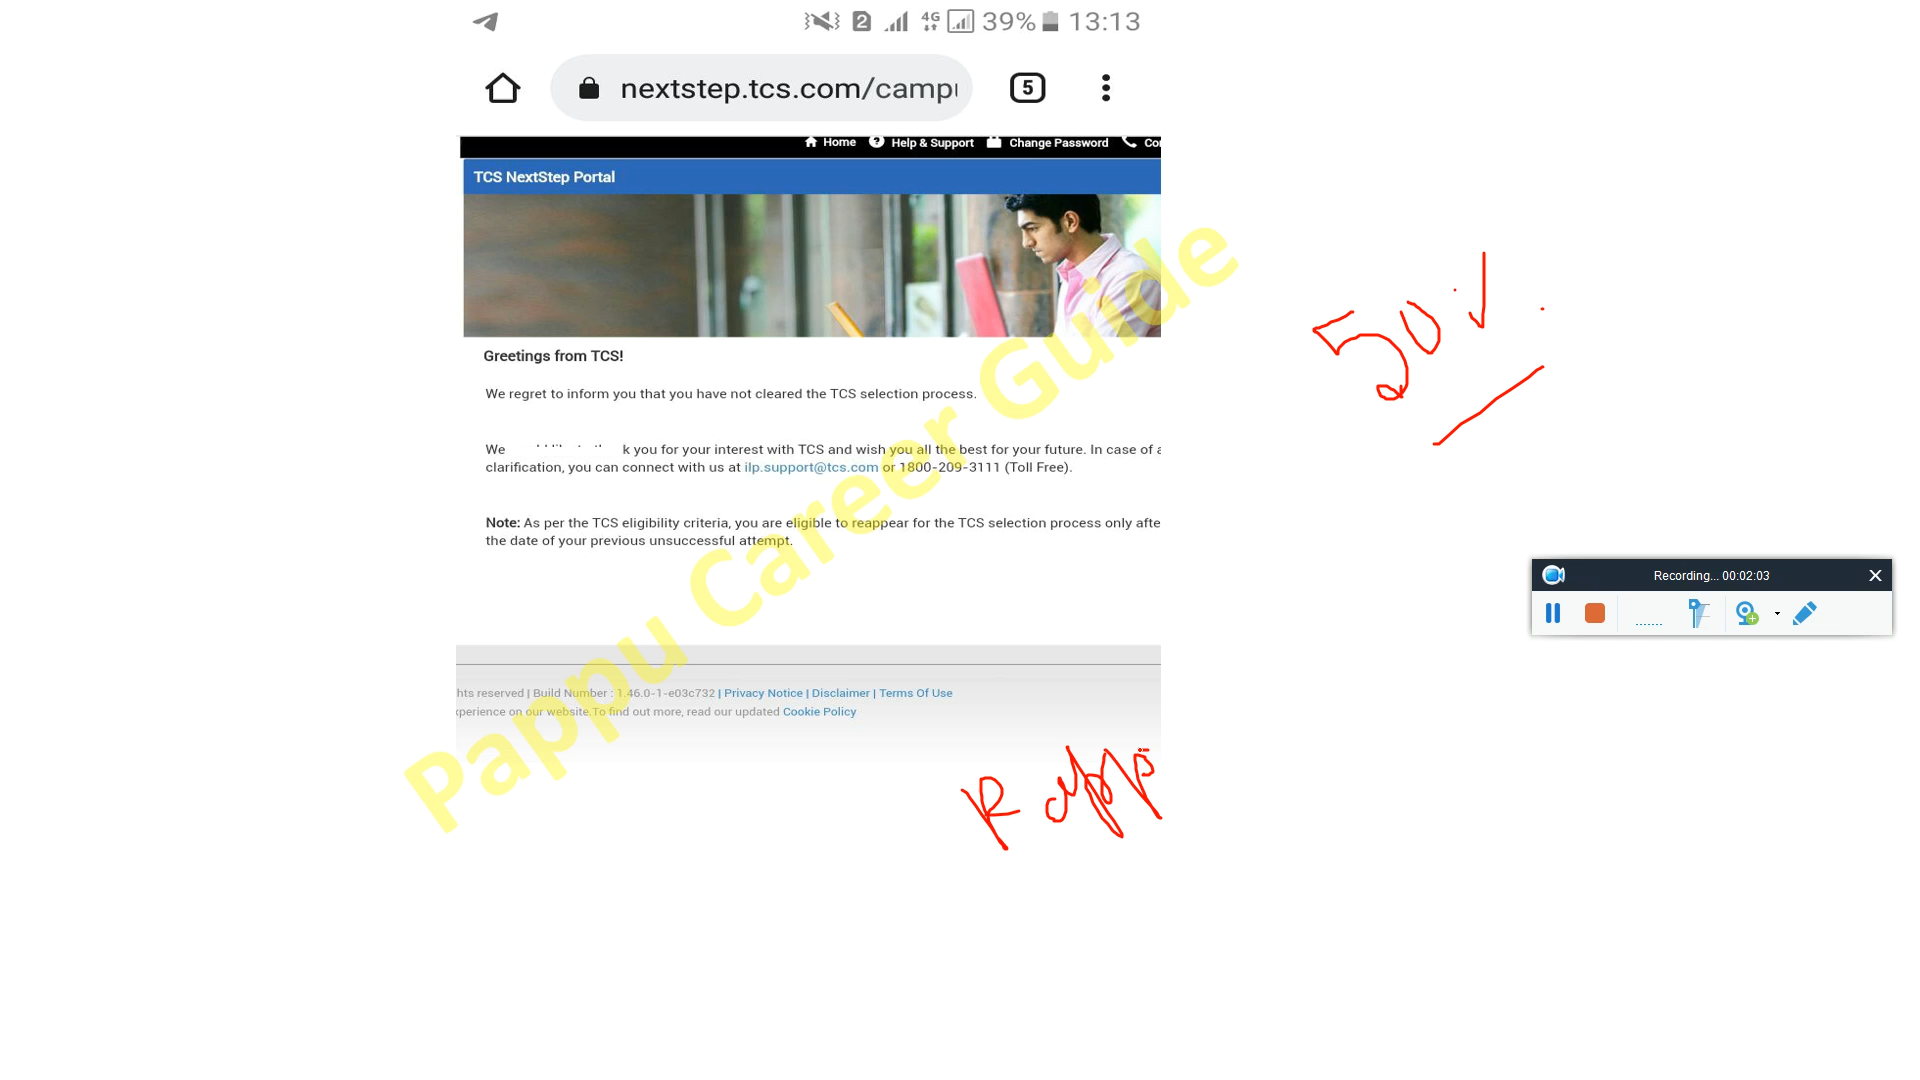 2 4G 39% 13:13
nextstep.tcs.com/camp
5
Home Help & Support Change Password
TCS NextStep Portal
Greetings from TCS!
We regret to inform you that you have not cleared the TCS selection process.
We k you for your interest with TCS and wish you all the best for your future. In case of a
clarification, you can connect with us at ilp.support@tcs.com or 1800-209-3111 (Toll Free).
Note: As per the TCS eligibility criteria, you are eligible to reappear for the TCS selection process only afte
the date of your previous unsuccessful attempt.
hts reserved | Build Number : 1.46.0-1-e03c732 | Privacy Notice | Disclaimer | Terms Of Use
xperience on our website.To find out more, read our updated Cookie Policy
Pappu Career Guide
50
Recording... 00:02:03